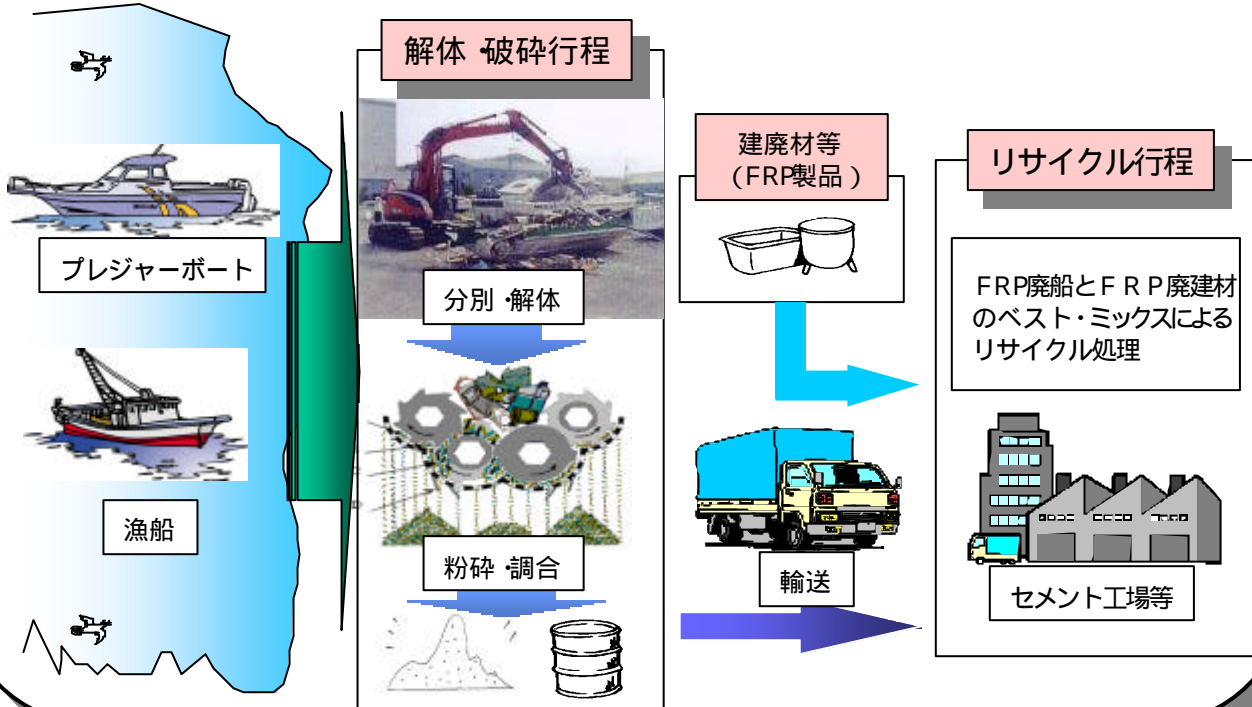 解体・破砕行程
建廃材等
（FRP製品）
リサイクル行程
プレジャーボート
分別・解体
ＦRP廃船とＦＲＰ廃建材
のベスト・ミックスによる
リサイクル処理
漁船
粉砕・調合
輸送
セメント工場等